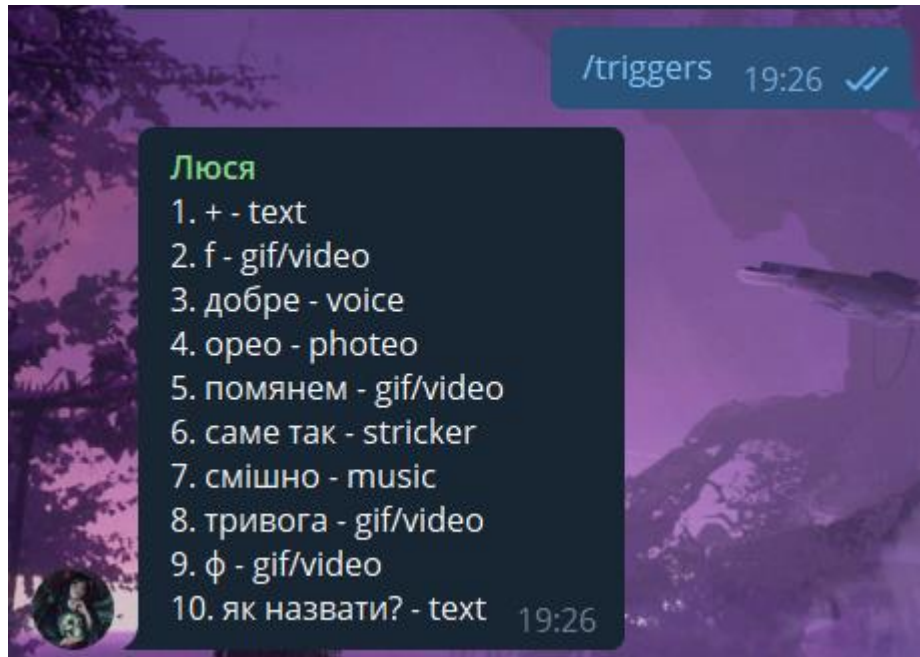 /triggers 19:26
Люся
1. + - text
2. f - gif/video
3. добре - voice
4. орео - photeo
5. помянем - gif/video
6. саме так - stricker
7. смішно - music
8. тривога - gif/video
9. ф - gif/video
10. як назвати? - text 19:26